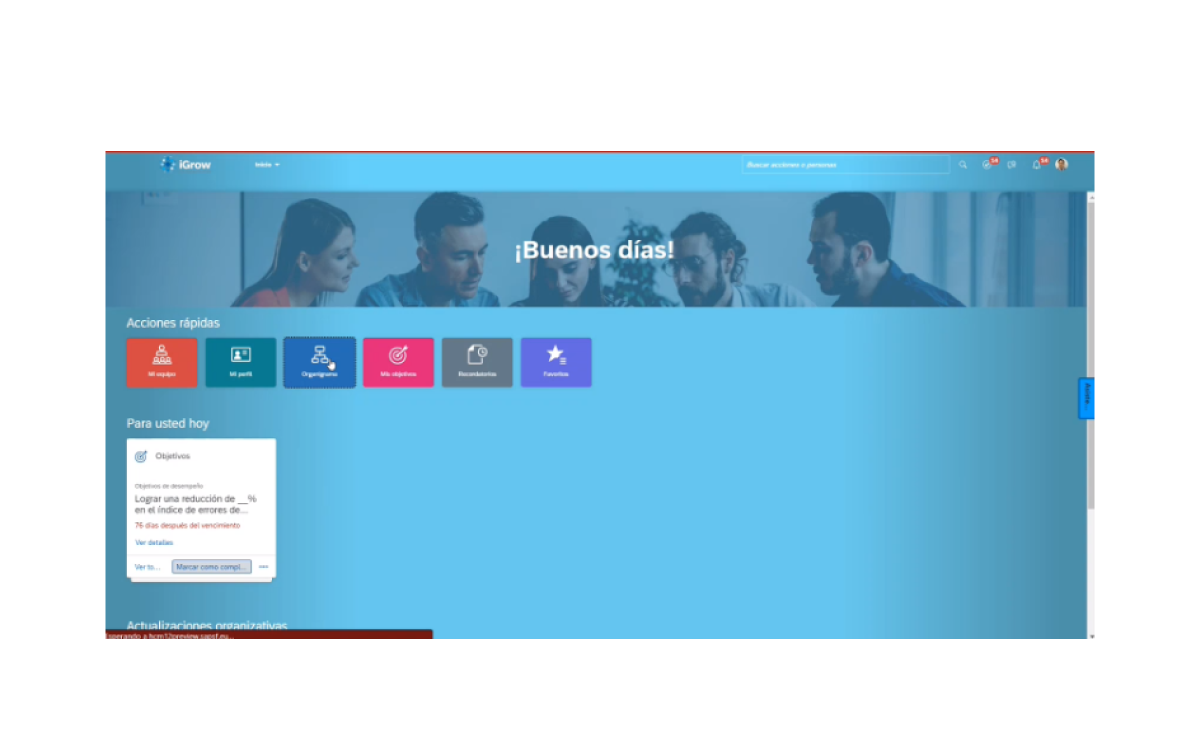 iGrow
Inicio
Buscar acciones o personas
54
54
¡Buenos días!
Acciones rápidas
Mi equipo
Mi perfil
Organigrama
Mis objetivos
Recordatorios
Favoritos
Para usted hoy
Objetivos
Objetivos de desempeño
Lograr una reducción de __%
en el índice de errores de...
76 días después del vencimiento
Ver detalles
Ver to...
Marcar como compl...
Actualizaciones organizativas
Esperando a hcm12preview.sapsf.eu...